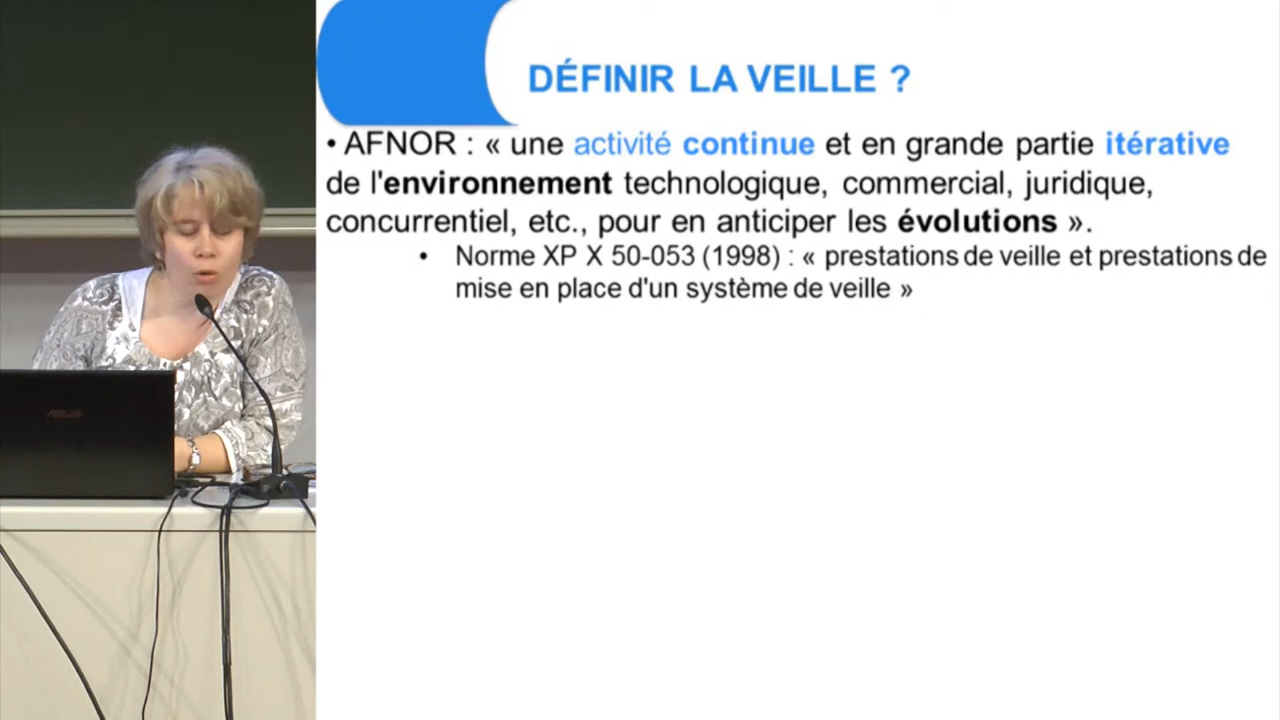 DÉFINIR LA VEILLE ?
• AFNOR : « une activité continue et en grande partie itérative
de l'environnement technologique, commercial, juridique,
concurrentiel, etc., pour en anticiper les évolutions ».
• Norme XP X 50-053 (1998) : « prestations de veille et prestations de
mise en place d'un système de veille »
ASUS